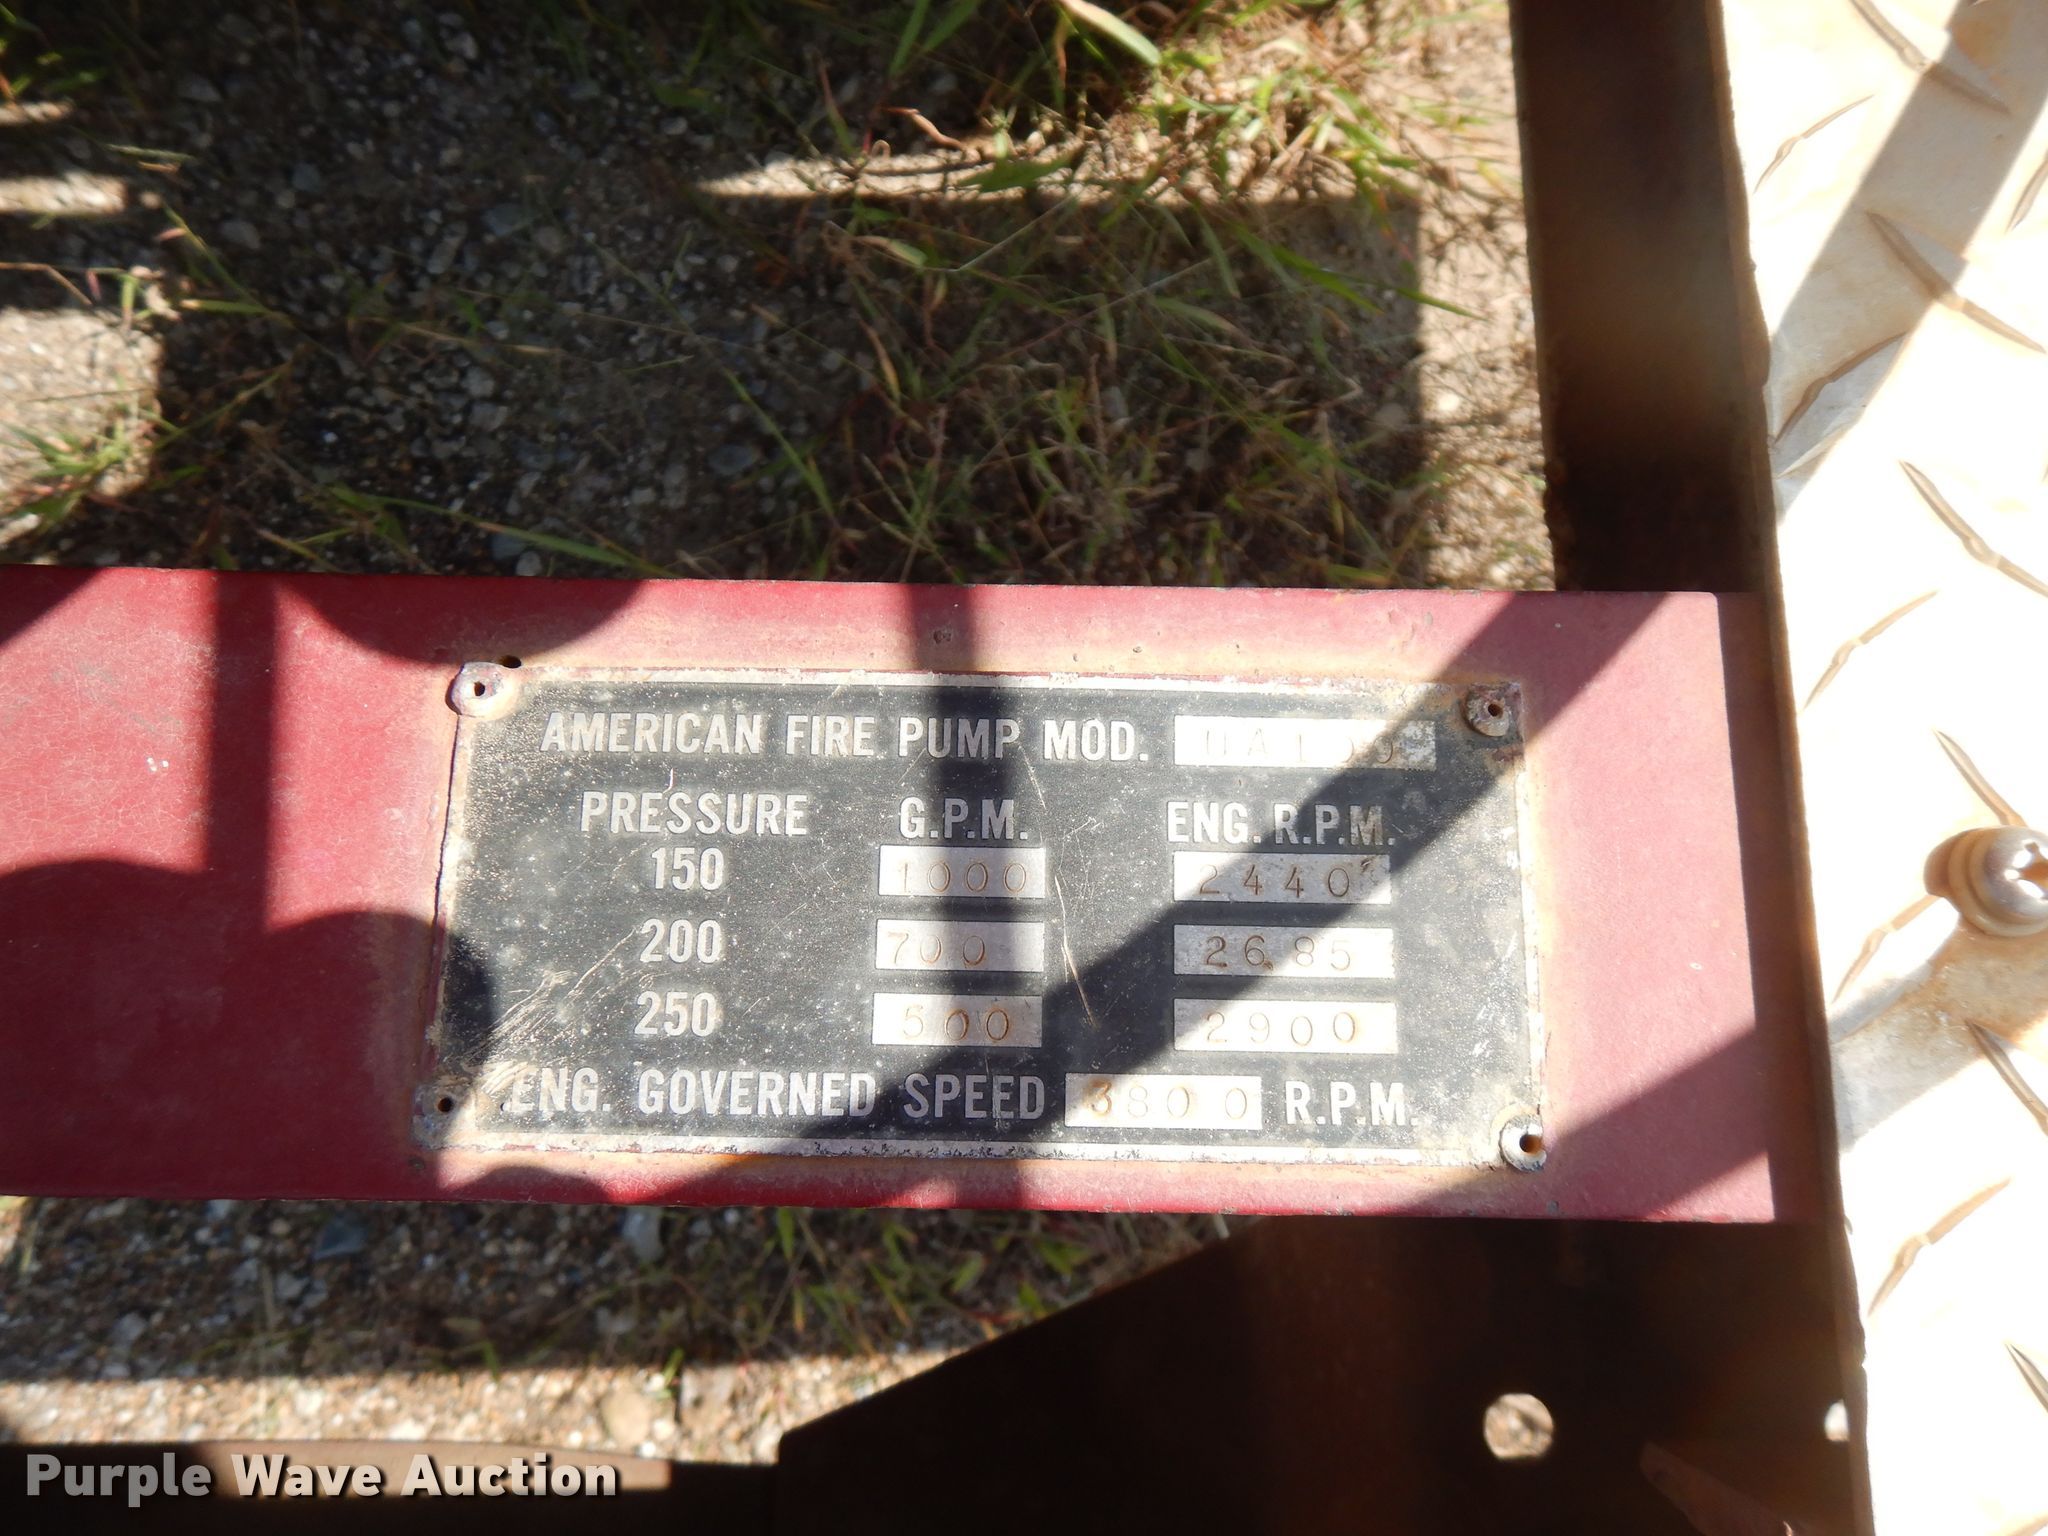 AMERICAN FIRE PUMP MOD.
PRESSURE G.P.M. ENG. R.P.M.
150 1000 2440
200 700 2685
250 500 2900
ENG. GOVERNED SPEED 3800 R.P.M.
Purple Wave Auction